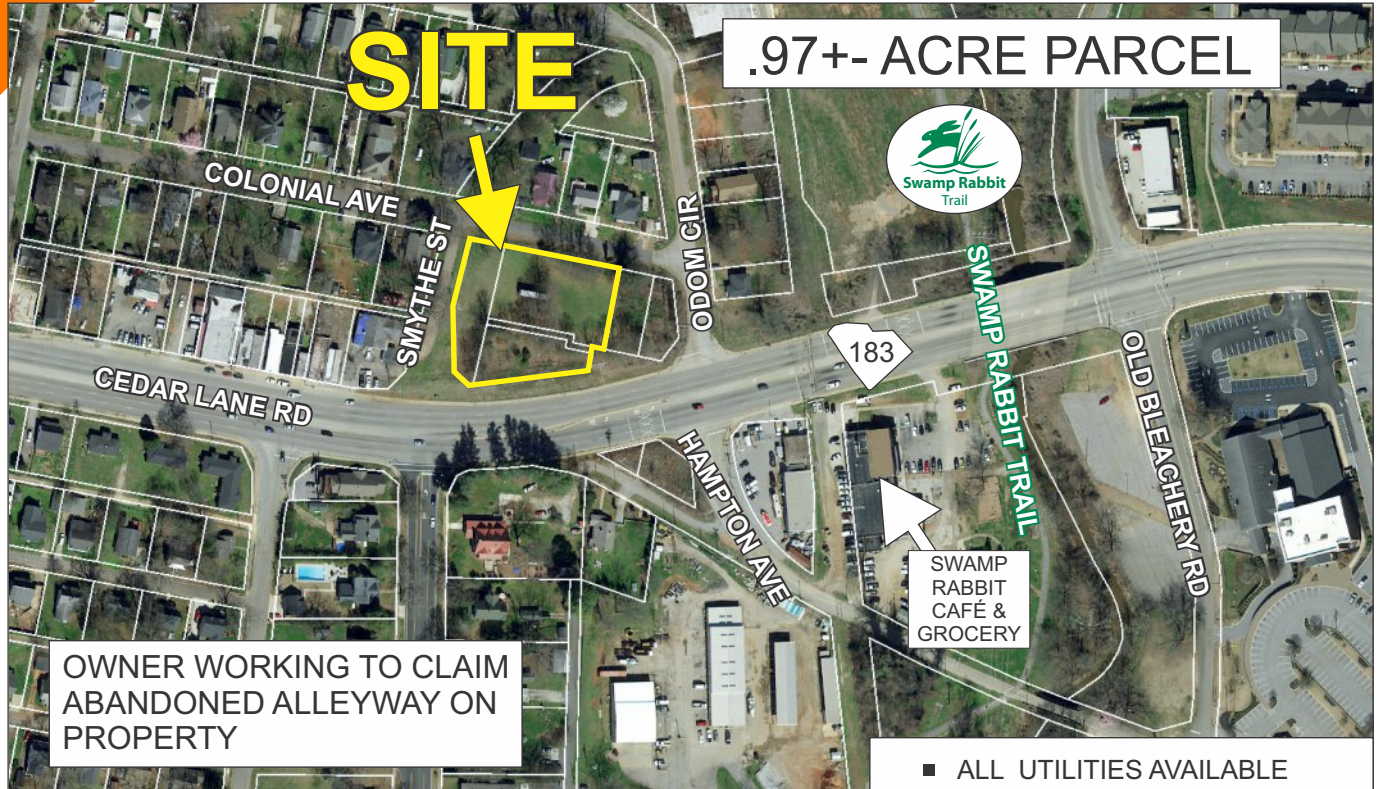 SITE
.97+- ACRE PARCEL
Swamp Rabbit
Trail
COLONIAL AVE
SMYTHE ST
ODOM CIR
SWAMP RABBIT TRAIL
183
CEDAR LANE RD
OLD BLEACHERY RD
HAMPTON AVE
SWAMP
RABBIT
CAFÉ &
GROCERY
OWNER WORKING TO CLAIM
ABANDONED ALLEYWAY ON
PROPERTY
▪ ALL UTILITIES AVAILABLE